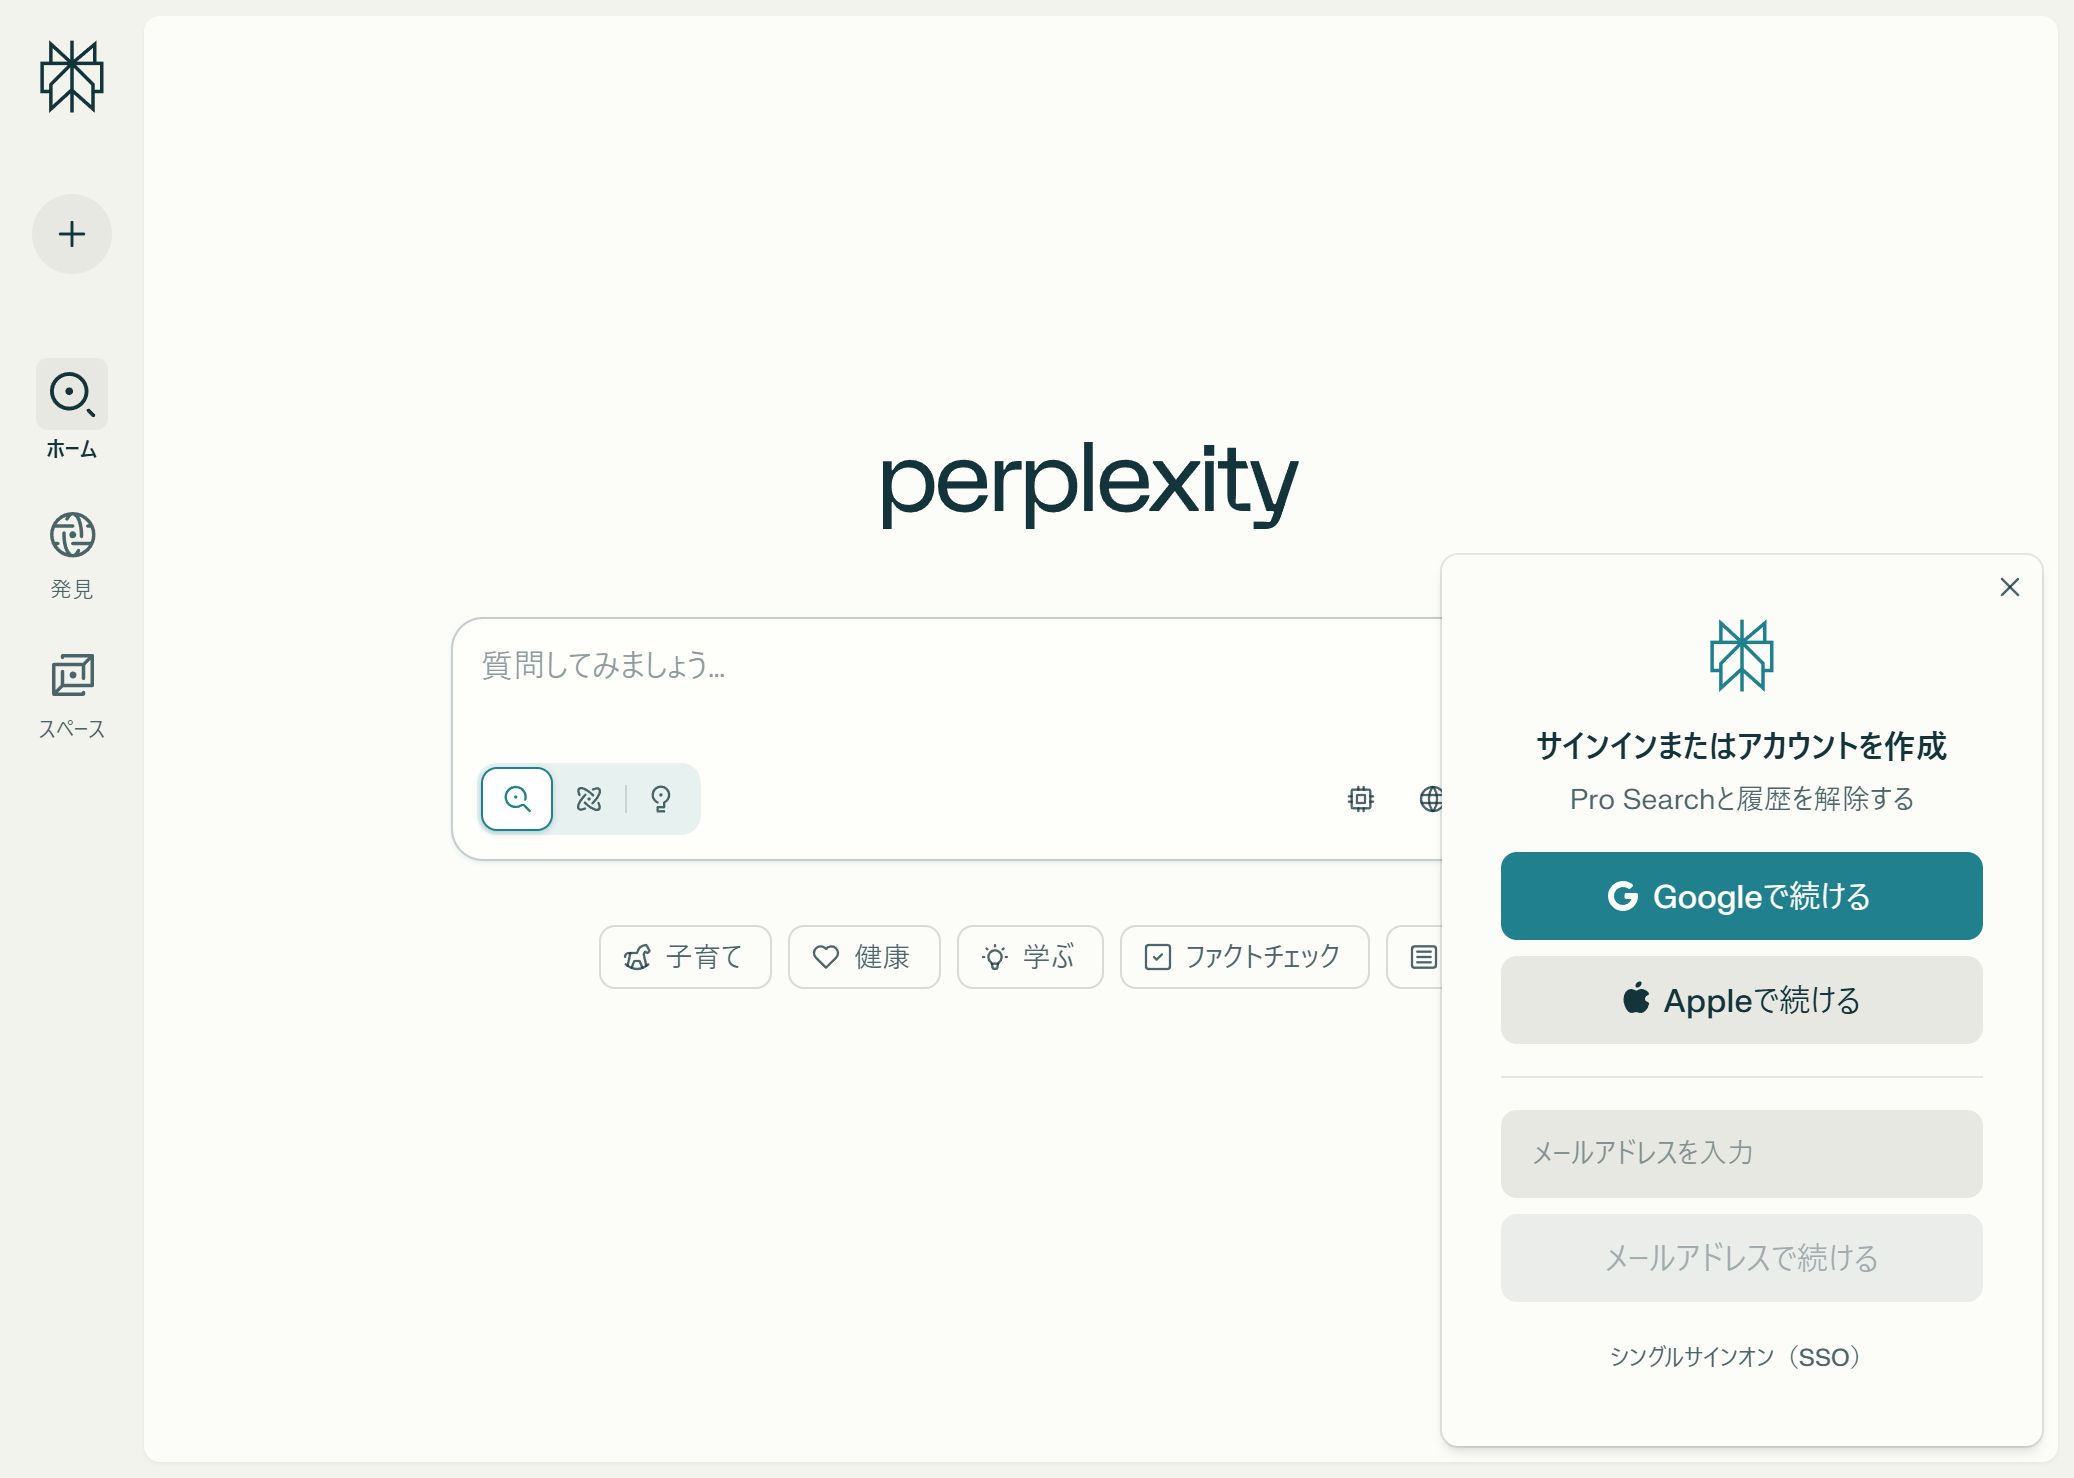 ホーム
発見
スペース
perplexity
質問してみましょう...
子育て
健康
学ぶ
ファクトチェック
サインインまたはアカウントを作成
Pro Searchと履歴を解除する
Googleで続ける
Appleで続ける
メールアドレスを入力
メールアドレスで続ける
シングルサインオン（SSO）